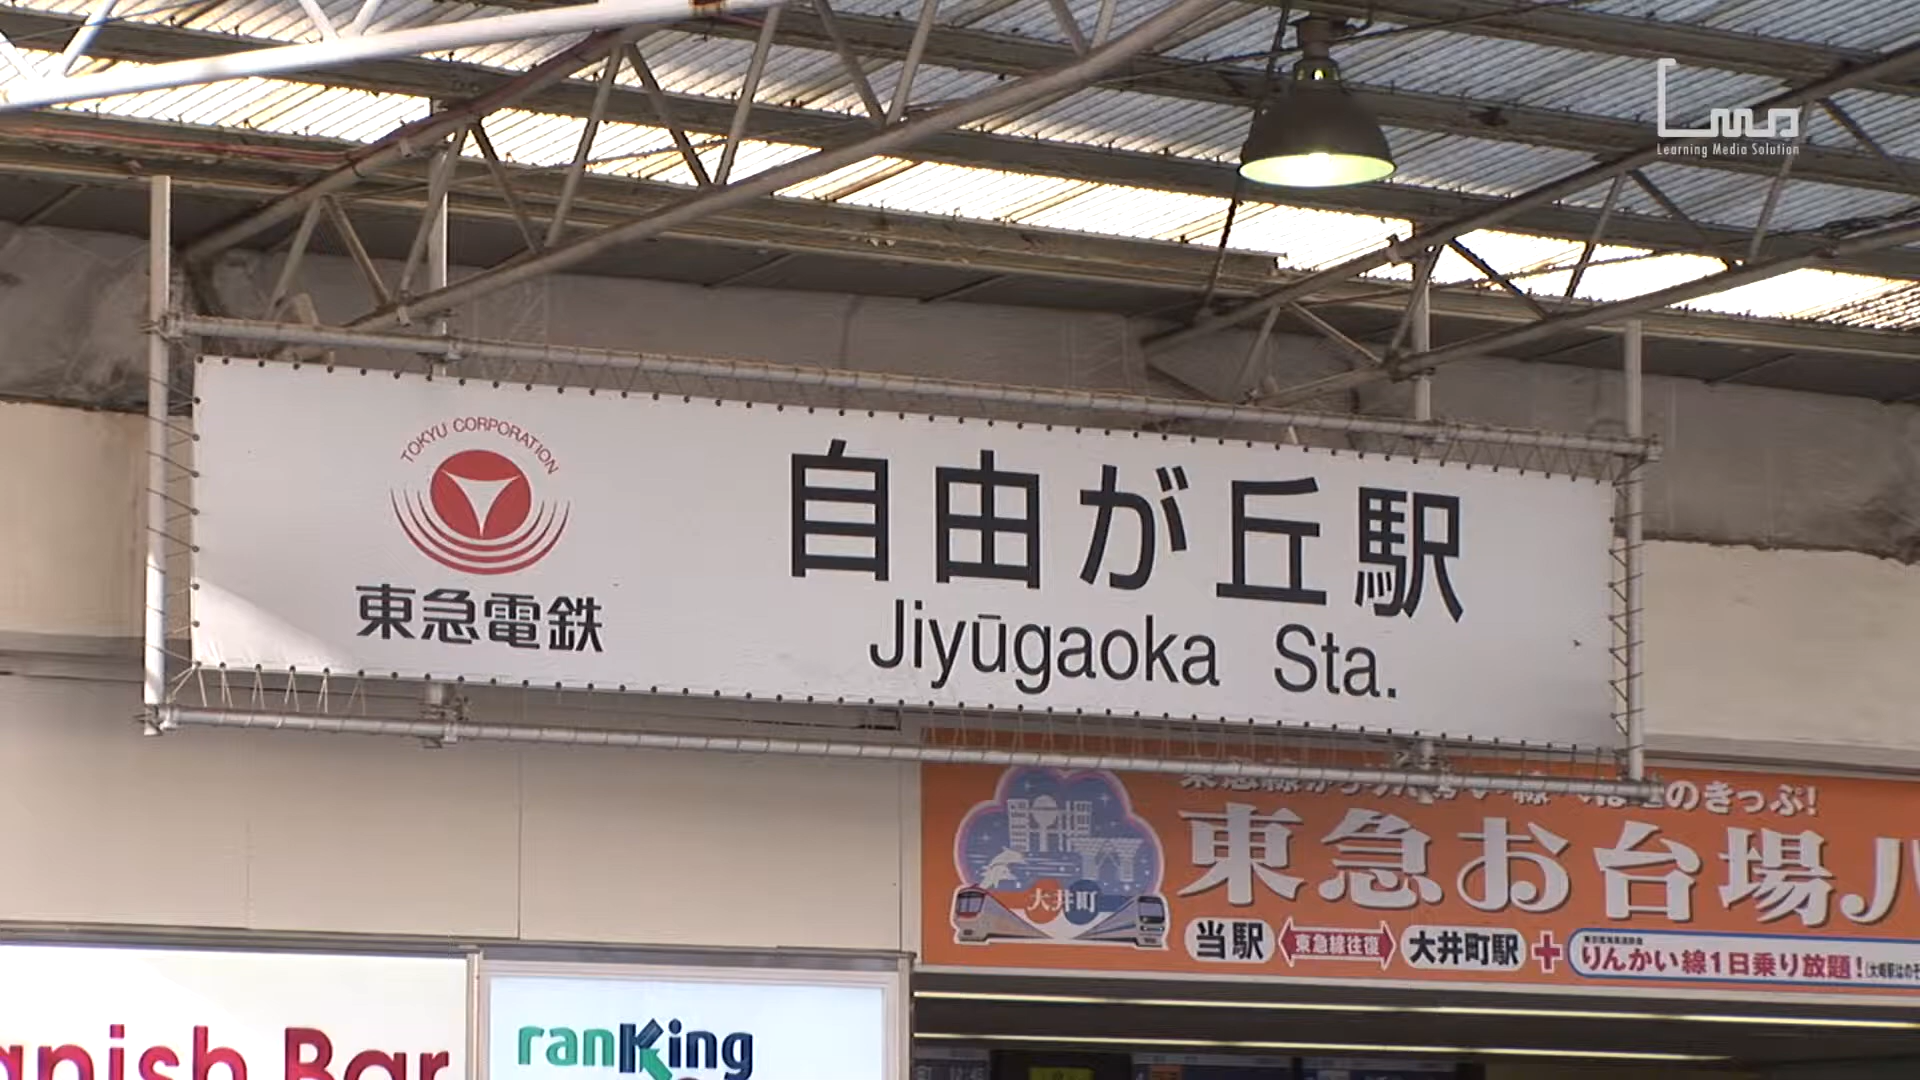 Lmn
Learning Media Solution
TOKYU CORPORATION
東急電鉄
自由が丘駅
Jiyūgaoka Sta.
のきっぷ!
東急お台場パ
大井町
当駅
東急線往復
大井町駅
+
りんかい線1日乗り放題!
anish Bar
ranKing